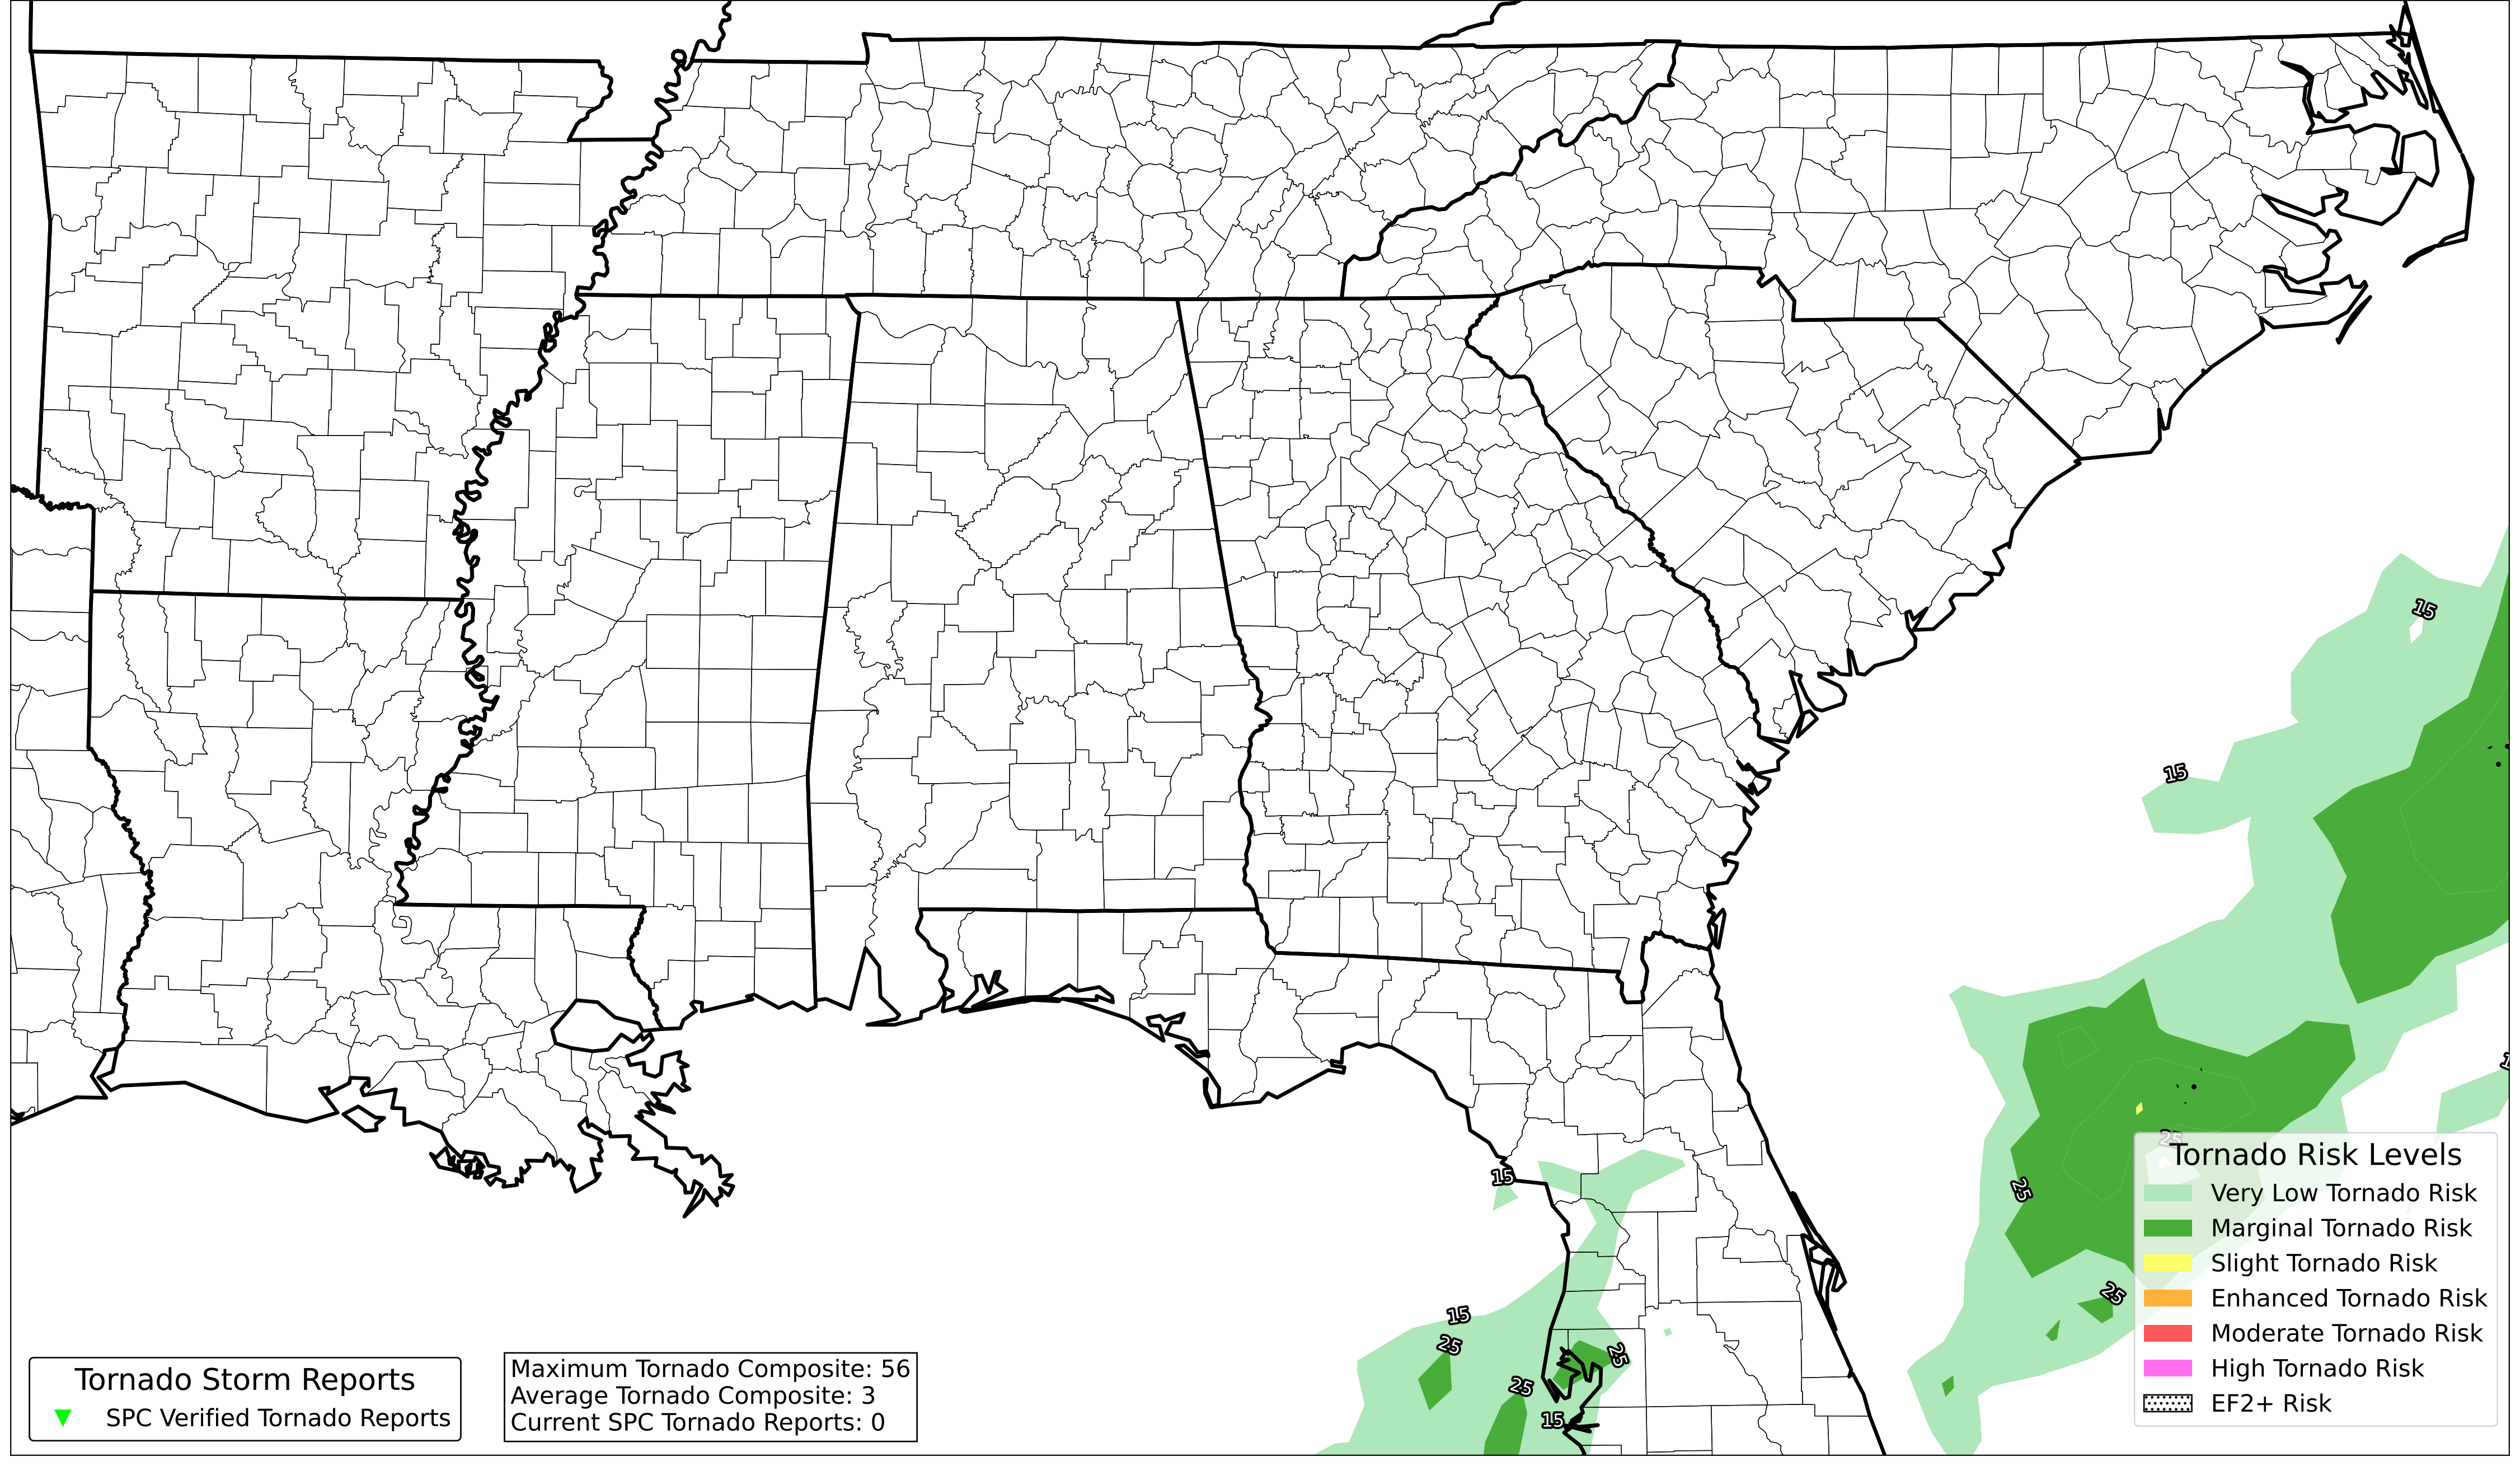 15
15
1
25
Tornado Risk Levels
25
15
Very Low Tornado Risk
Marginal Tornado Risk
Slight Tornado Risk
25
Enhanced Tornado Risk
15
Moderate Tornado Risk
25
25
High Tornado Risk
25
EF2+ Risk
15
Tornado Storm Reports
SPC Verified Tornado Reports
Maximum Tornado Composite: 56
Average Tornado Composite: 3
Current SPC Tornado Reports: 0